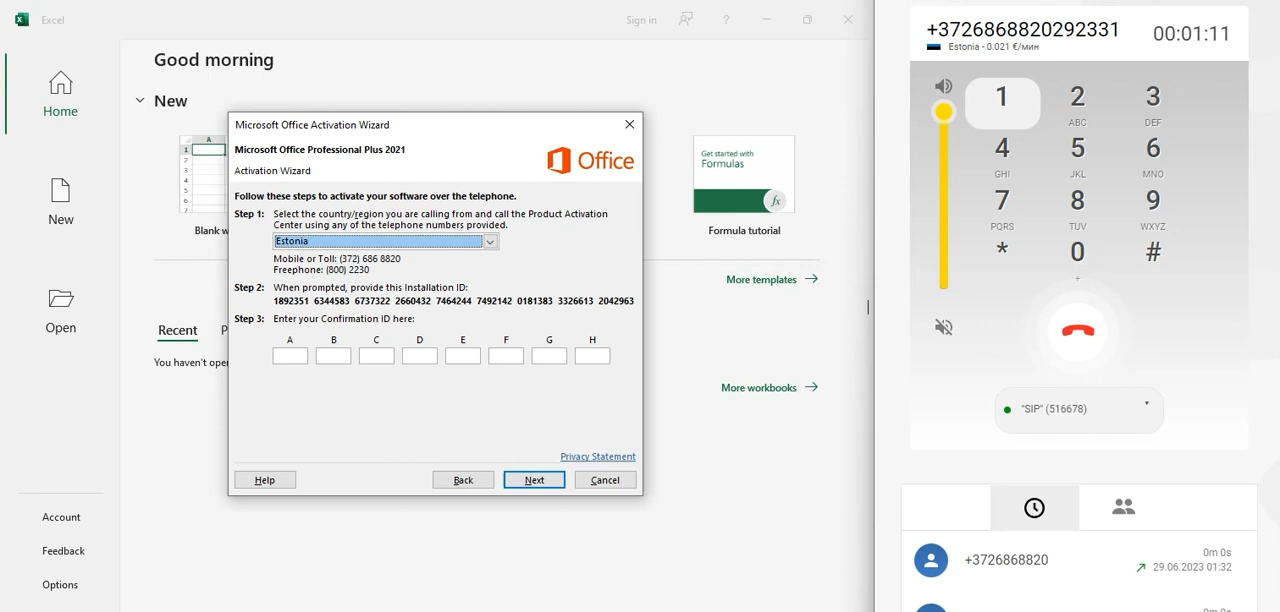 Excel
Sign in
?
Good morning
New
Home
New
Open
A
1
2
3
4
5
6
7
Blank w
Get started with
Formulas
fx
Formula tutorial
More templates
Recent
P
You haven't oper
More workbooks
Account
Feedback
Options
Microsoft Office Activation Wizard
Microsoft Office Professional Plus 2021
Activation Wizard
Office
Follow these steps to activate your software over the telephone.
Step 1: Select the country/region you are calling from and call the Product Activation
Center using any of the telephone numbers provided.
Estonia
Mobile or Toll: (372) 686 8820
Freephone: (800) 2230
Step 2: When prompted, provide this Installation ID:
1892351 6344583 6737322 2660432 7464244 7492142 0181383 3326613 2042963
Step 3: Enter your Confirmation ID here:
A B C D E F G H
Privacy Statement
Help Back Next Cancel
+3726868820292331 00:01:11
Estonia - 0.021 €/мин
1 2 3
ABC DEF
4 5 6
GHI JKL MNO
7 8 9
PQRS TUV WXYZ
* 0 #
+
"SIP" (516678)
+3726868820
0m 0s
29.06.2023 01:32
0m 0s